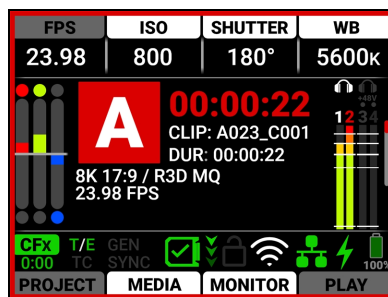 FPS ISO SHUTTER WB
23.98 800 180° 5600K
A
00:00:22
CLIP: A023_C001
DUR: 00:00:22
8K 17:9 / R3D MQ
23.98 FPS
+48V
1 2 3 4
CFx T/E GEN
0:00 TC SYNC
100%
PROJECT MEDIA MONITOR PLAY